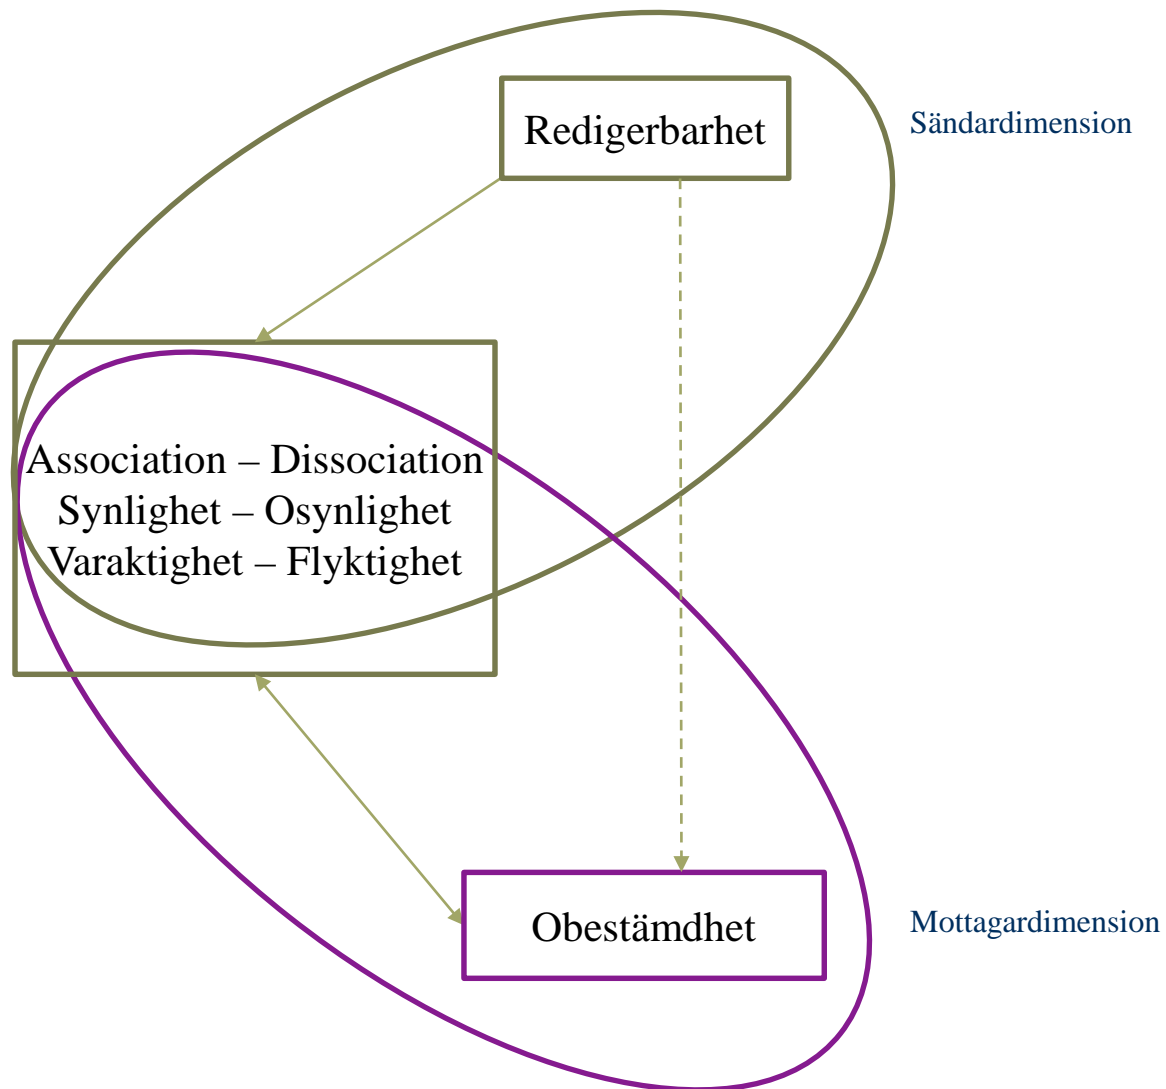 Redigerbarhet
Sändardimension
Association – Dissociation
Synlighet – Osynlighet
Varaktighet – Flyktighet
Obestämdhet
Mottagardimension